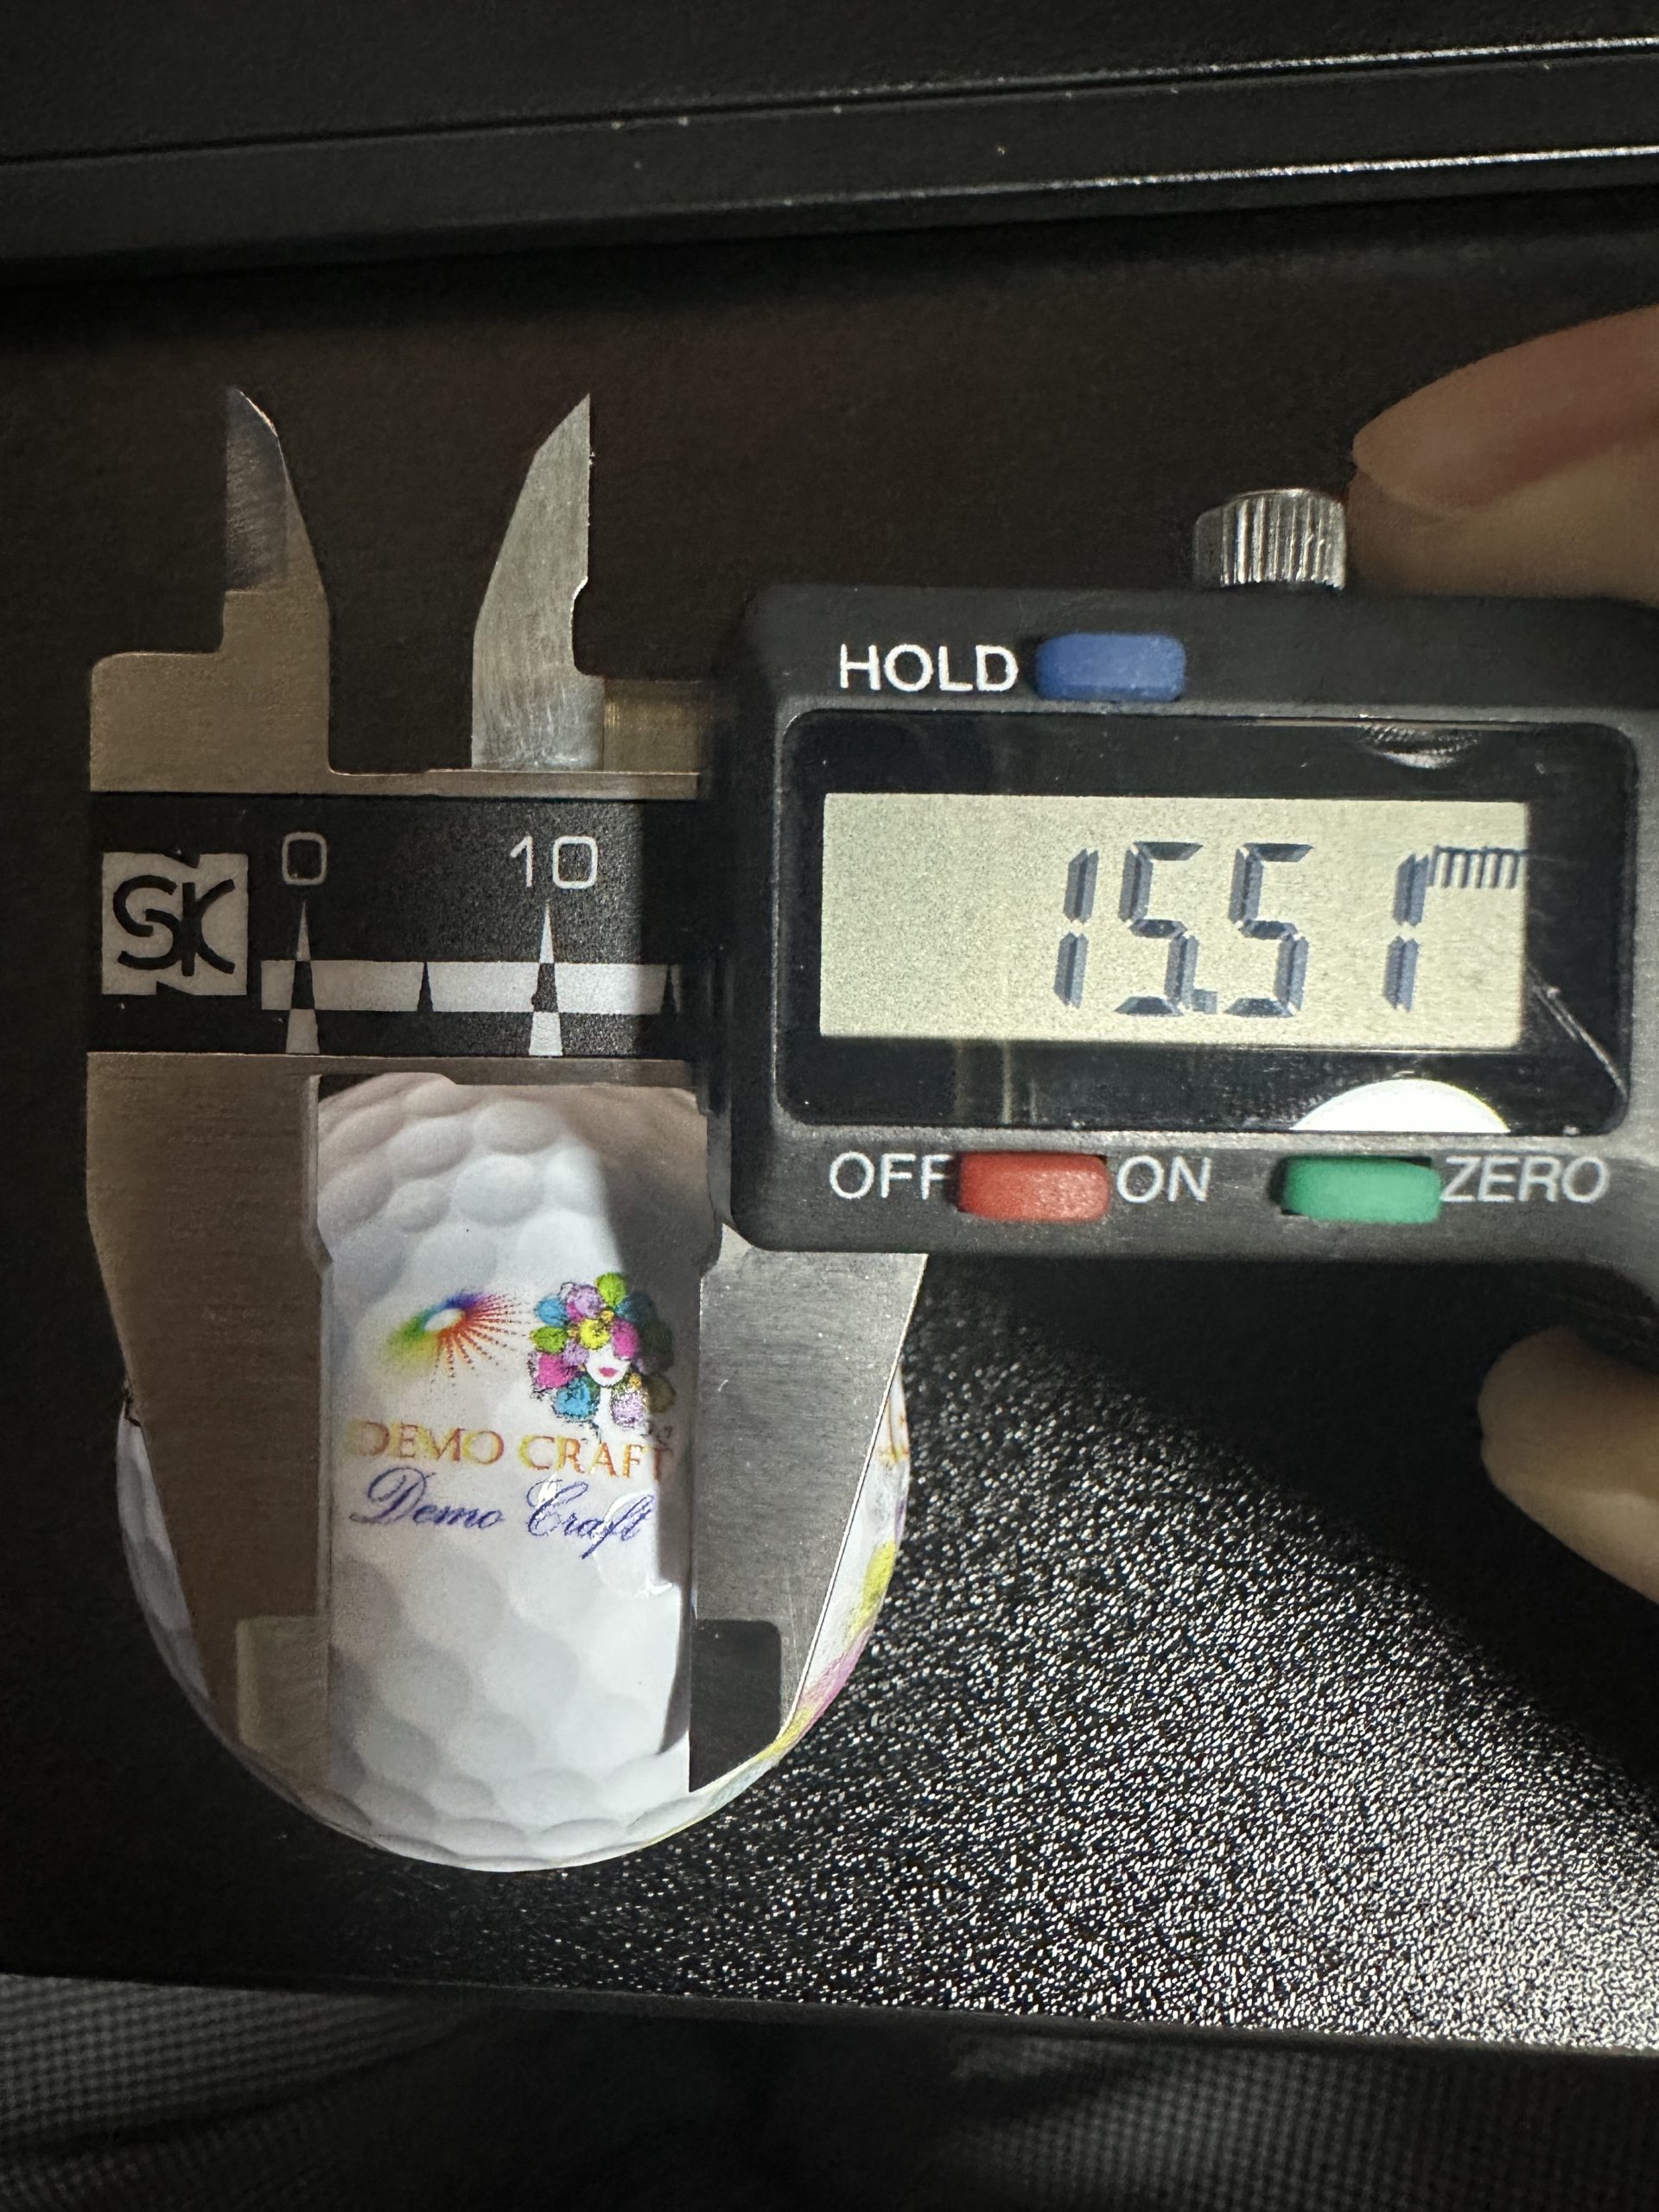 HOLD
0 10
SK
15.51 mm
OFF ON ZERO
DEMO CRAFT
Demo Craft